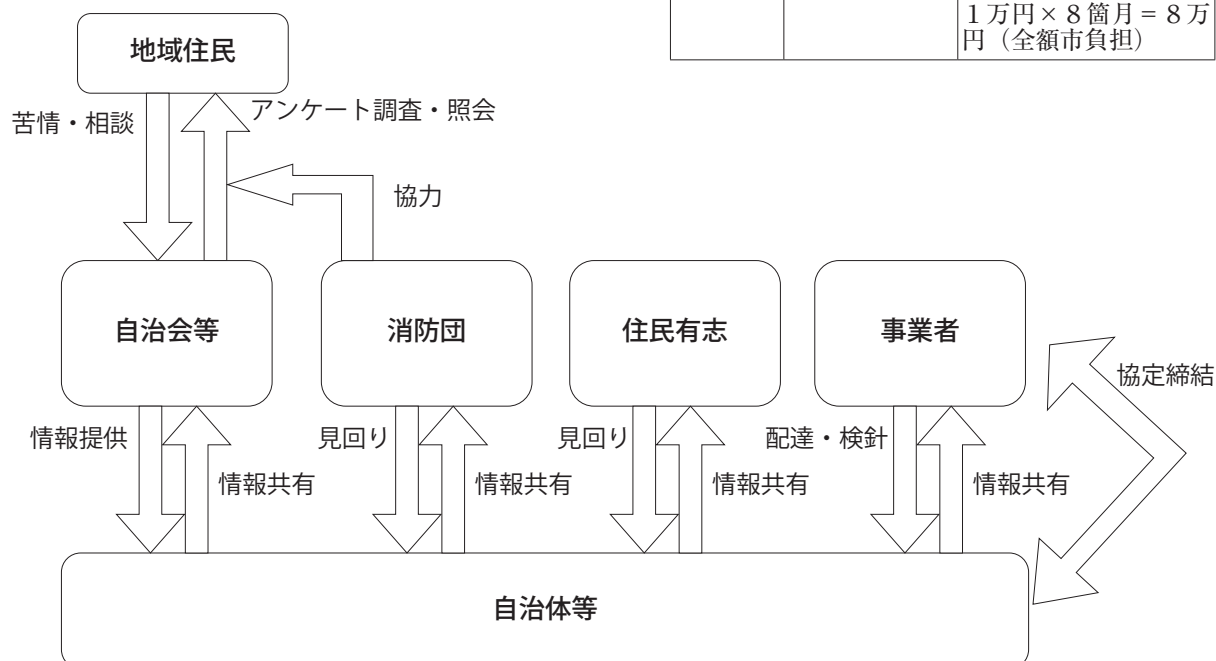 1万円×8箇月=8万
円（全額市負担）
地域住民
苦情・相談
アンケート調査・照会
協力
自治会等
消防団
住民有志
事業者
協定締結
情報提供
見回り
見回り
配達・検針
情報共有
情報共有
情報共有
情報共有
自治体等